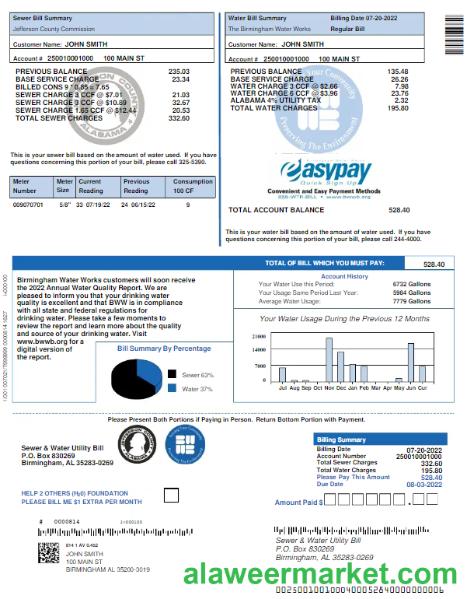 Sewer Bill Summary
Jefferson County Commission
Customer Name: JOHN SMITH
Account # 250010001000 100 MAIN ST
PREVIOUS BALANCE 235.03
BASE SERVICE CHARGE 23.34
BILLED CONS 9 10.85 = 7.65
SEWER CHARGE 3 CCF @ $7.01 21.03
SEWER CHARGE 3 CCF @ $10.89 32.67
SEWER CHARGE 1.65 CCF @ $12.44 20.53
TOTAL SEWER CHARGES 332.60
This is your sewer bill based on the amount of water used. If you have
questions concerning this portion of your bill, please call 325-5390.
Meter Number Meter Size Current Reading Previous Reading Consumption 100 CF
009070701 5/8" 33 07/19/22 24 06/15/22 9
Water Bill Summary Billing Date 07-20-2022
The Birmingham Water Works Regular Bill
Customer Name: JOHN SMITH
Account # 250010001000 100 MAIN ST
PREVIOUS BALANCE 135.48
BASE SERVICE CHARGE 26.26
WATER CHARGE 3 CCF @ $2.66 7.98
WATER CHARGE 6 CCF @ $3.96 23.76
ALABAMA 4% UTILITY TAX 2.32
TOTAL WATER CHARGES 195.80
Preserving The Environment
easypay
Quick Sign Up
Convenient and Easy Payment Methods
TOTAL ACCOUNT BALANCE 528.40
This is your water bill based on the amount of water used. If you have
questions concerning this portion of your bill, please call 244-4000.
TOTAL OF BILL WHICH YOU MUST PAY: 528.40
Birmingham Water Works customers will soon receive
the 2022 Annual Water Quality Report. We are
pleased to inform you that your drinking water
quality is excellent and that BWW is in compliance
with all state and federal regulations for
drinking water. Please take a few moments to
review the report and learn more about the quality
and source of your drinking water. Visit
www.bwwb.org for a
digital version of
the report.
Bill Summary By Percentage
Sewer 63%
Water 37%
Account History
Your Water Use this Period: 6732 Gallons
Your Usage Same Period Last Year: 5984 Gallons
Average Water Usage: 7779 Gallons
Your Water Usage During the Previous 12 Months
21000
14000
7000
0
Jul Aug Sep Oct Nov Dec Jan Feb Mar Apr May Jun Cur
Please Present Both Portions if Paying in Person. Return Bottom Portion with Payment.
Sewer & Water Utility Bill
P.O. Box 830269
Birmingham, AL 35283-0269
HELP 2 OTHERS (H₂0) FOUNDATION
PLEASE BILL ME $1 EXTRA PER MONTH
Billing Summary
Billing Date 07-20-2022
Account Number 250010001000
Total Sewer Charges 332.60
Total Water Charges 195.80
Please Pay This Amount 528.40
Due Date 08-03-2022
Amount Paid $
# 0000814
JOHN SMITH
100 MAIN ST
BIRMINGHAM AL 35200-0019
Sewer & Water Utility Bill
P.O. Box 830269
Birmingham, AL 35283-0269
alaweermarket.com